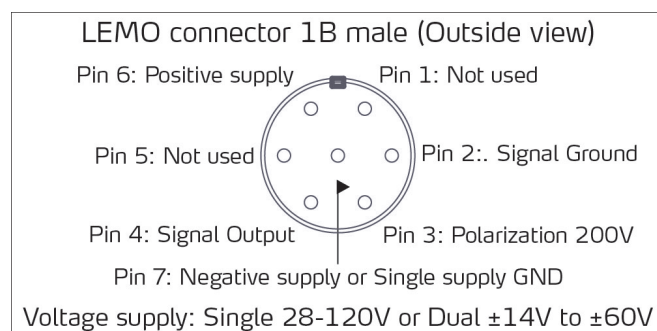 LEMO connector 1B male (Outside view)
Pin 6: Positive supply
Pin 1: Not used
Pin 5: Not used
Pin 2:. Signal Ground
Pin 4: Signal Output
Pin 3: Polarization 200V
Pin 7: Negative supply or Single supply GND
Voltage supply: Single 28-120V or Dual ±14V to ±60V